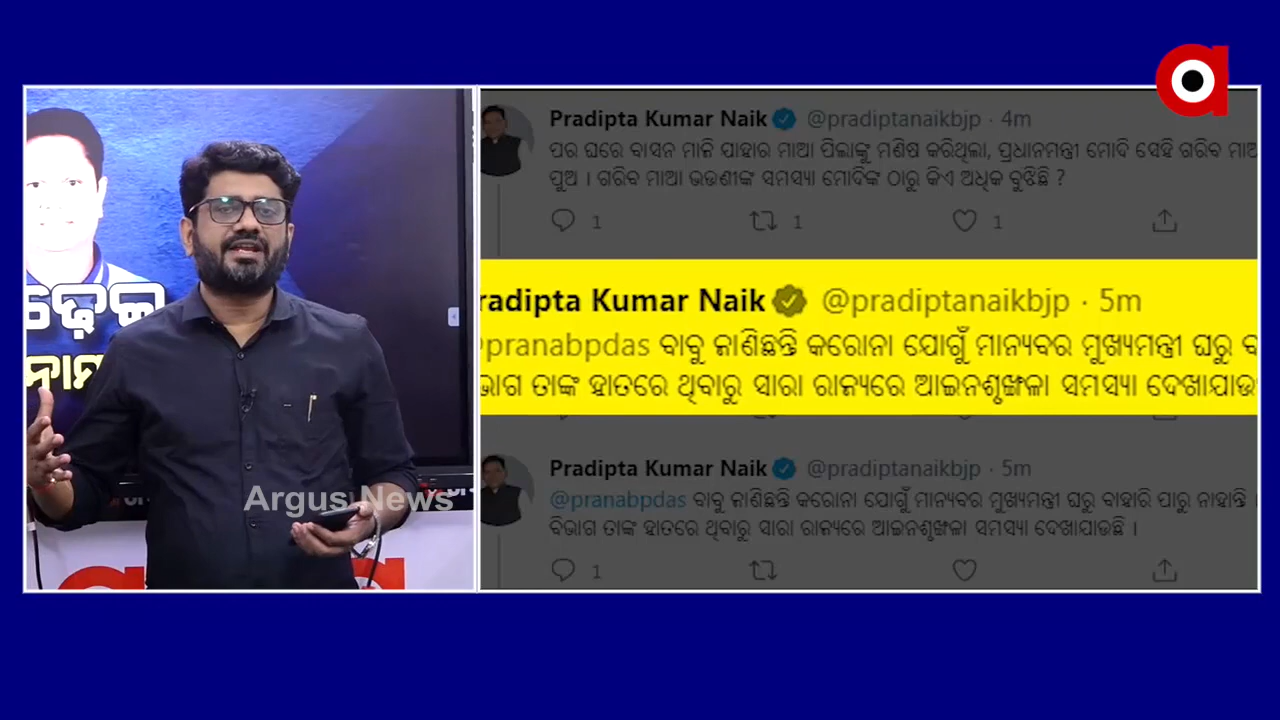 Pradipta Kumar Naik @pradiptanaikbjp · 4m
ପର ଘରେ ବାସନ ମାଜି ଯାହାର ମାଆ ପିଲାଙ୍କୁ ମଣିଷ କରିଥିଲା, ପ୍ରଧାନମନ୍ତ୍ରୀ ମୋଦି ସେହି ଗରିବ ମାଆ
ପୁଅ । ଗରିବ ମାଆ ଭଉଣୀଙ୍କ ସମସ୍ୟା ମୋଦିଙ୍କ ଠାରୁ କିଏ ଅଧିକ ବୁଝିଛି ?
1 1 1
radipta Kumar Naik @pradiptanaikbjp · 5m
@pranabpdas ବାବୁ ଜାଣିଛନ୍ତି କରୋନା ଯୋଗୁଁ ମାନ୍ୟବର ମୁଖ୍ୟମନ୍ତ୍ରୀ ଘରୁ ବ
ଭାଗ ତାଙ୍କ ହାତରେ ଥିବାରୁ ସାରା ରାଜ୍ୟରେ ଆଇନଶୃଙ୍ଖଳା ସମସ୍ୟା ଦେଖାଯାଉ
Pradipta Kumar Naik @pradiptanaikbjp · 5m
@pranabpdas ବାବୁ ଜାଣିଛନ୍ତି କରୋନା ଯୋଗୁଁ ମାନ୍ୟବର ମୁଖ୍ୟମନ୍ତ୍ରୀ ଘରୁ ବାହାରି ପାରୁ ନାହାନ୍ତି ।
ବିଭାଗ ତାଙ୍କ ହାତରେ ଥିବାରୁ ସାରା ରାଜ୍ୟରେ ଆଇନଶୃଙ୍ଖଳା ସମସ୍ୟା ଦେଖାଯାଉଛି ।
1
ଢ଼େଇ
ନାମ
Argus News